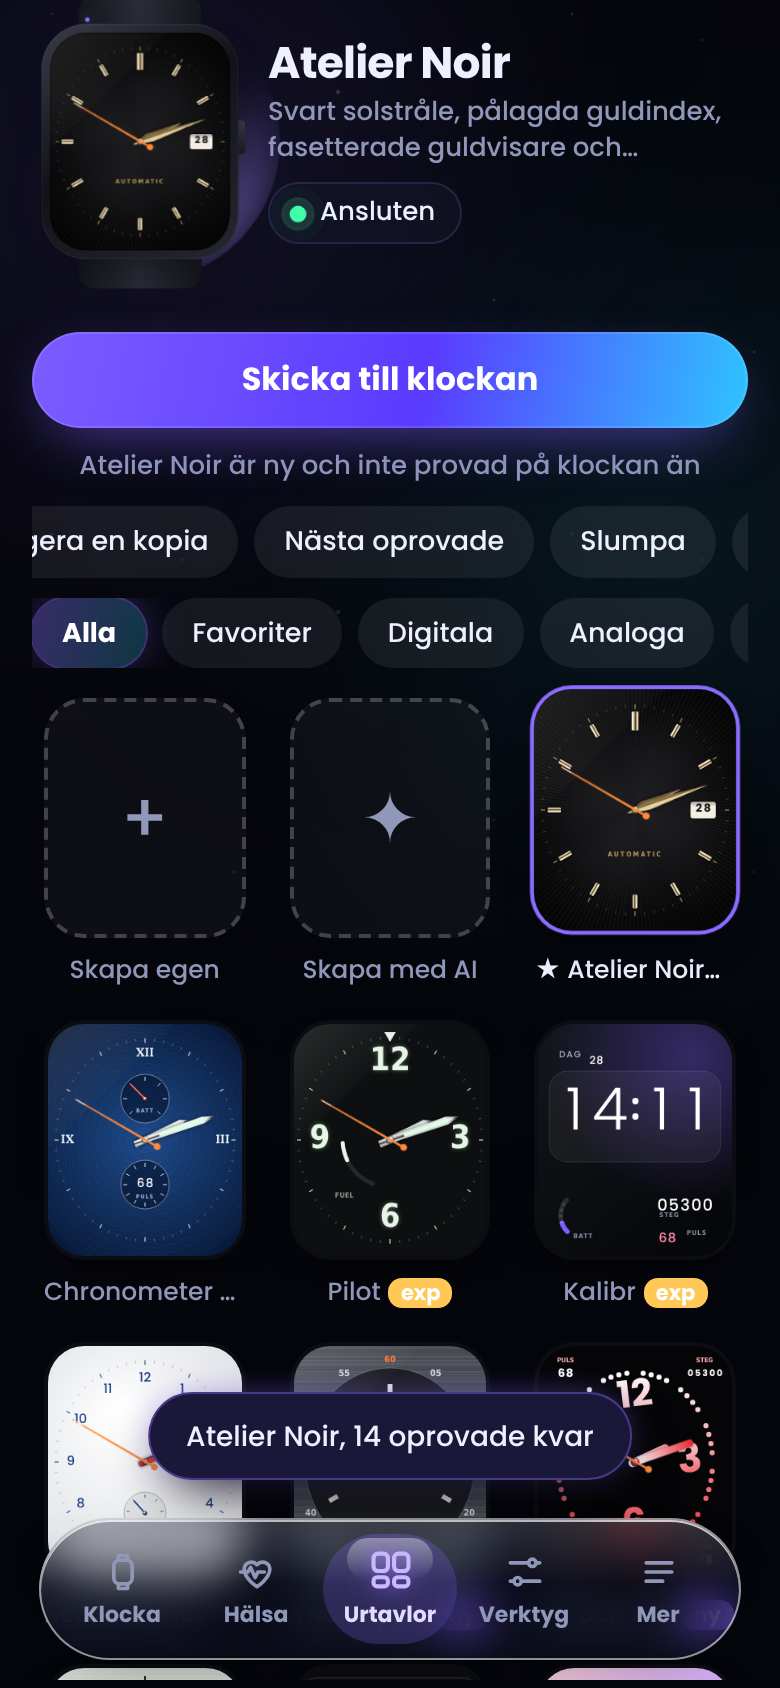 28
AUTOMATIC
Atelier Noir
Svart solstråle, pålagda guldindex,
fasetterade guldvisare och…
Ansluten
Skicka till klockan
Atelier Noir är ny och inte provad på klockan än
gera en kopia
Nästa oprovade
Slumpa
Alla
Favoriter
Digitala
Analoga
28
AUTOMATIC
Skapa egen
Skapa med AI
★ Atelier Noir…
XII
BATT
IX
III
68
PULS
12
9
3
FUEL
6
DAG 28
14:11
05300
STEG
BATT
68 PULS
Chronometer …
Pilot exp
Kalibr exp
12
11
1
10
9
8
4
60
55
05
40
20
PULS
68
STEG
05300
12
3
Atelier Noir, 14 oprovade kvar
Klocka
Hälsa
Urtavlor
Verktyg
Mer
ny